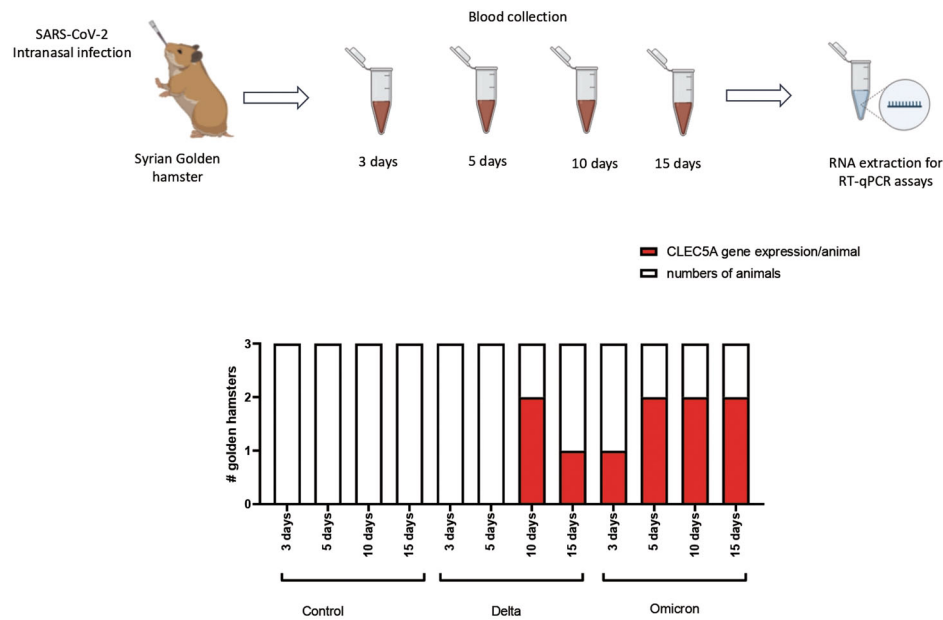 Blood collection
SARS-CoV-2
Intranasal infection
Syrian Golden
hamster
3 days
5 days
10 days
15 days
RNA extraction for
RT-qPCR assays
CLEC5A gene expression/animal
numbers of animals
# golden hamsters
3
2
1
0
3 days
5 days
10 days
15 days
3 days
5 days
10 days
15 days
3 days
5 days
10 days
15 days
Control
Delta
Omicron